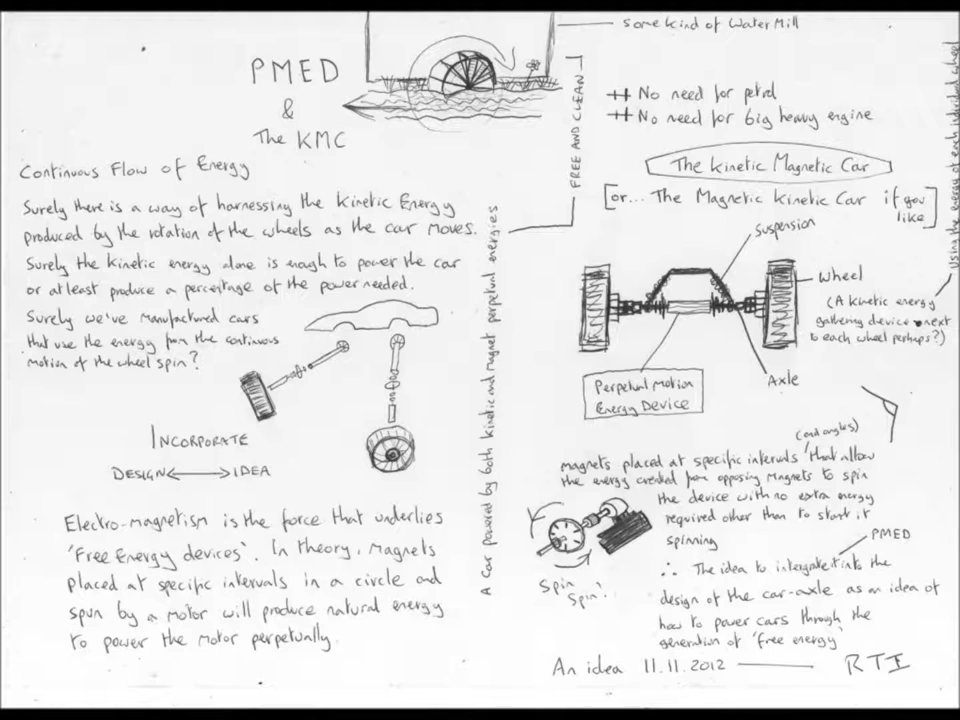 some kind of Water Mill
PMED
&
The KMC
FREE AND CLEAN
++ No need for petrol
++ No need for big heavy engine
The Kinetic Magnetic Car
[or... The Magnetic Kinetic Car if you like]
Using the energy of each individual wheel
Continuous Flow of Energy
Surely there is a way of harnessing the Kinetic Energy
produced by the rotation of the wheels as the car moves.
Surely the kinetic energy alone is enough to power the car
or at least produce a percentage of the power needed.
Surely we've manufactured cars
that use the energy from the continuous
motion of the wheel spin?
INCORPORATE
DESIGN ↔ IDEA
Electro-magnetism is the force that underlies
'Free Energy devices'. In theory, Magnets
placed at specific intervals in a circle and
spun by a motor will produce natural energy
to power the motor perpetually.
A Car powered by both kinetic and magnet perpetual energies
suspension
wheel
(A kinetic energy
gathering device next
to each wheel perhaps?)
Axle
Perpetual Motion
Energy Device
(and angles)
magnets placed at specific intervals that allow
the energy created from opposing Magnets to spin
the device with no extra energy
required other than to start it
spinning
Spin
Spin
PMED
∴ The idea to intergrate it into the
design of the car-axle as an idea of
how to power cars through the
generation of 'free energy'
An idea 11.11.2012 RTI